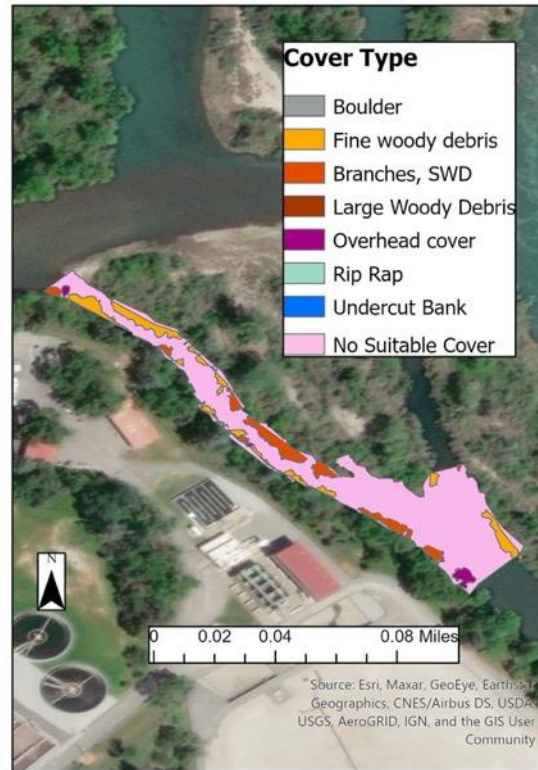 Cover Type
Boulder
Fine woody debris
Branches, SWD
Large Woody Debris
Overhead cover
Rip Rap
Undercut Bank
No Suitable Cover
N
0 0.02 0.04 0.08 Miles
Source: Esri, Maxar, GeoEye, Earthstar
Geographics, CNES/Airbus DS, USDA,
USGS, AeroGRID, IGN, and the GIS User
Community